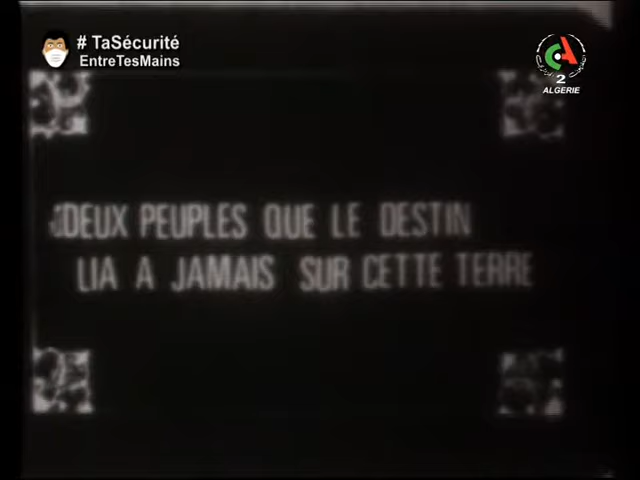 # TaSécurité
EntreTesMains
2
ALGERIE
DEUX PEUPLES QUE LE DESTIN
LIA A JAMAIS SUR CETTE TERRE